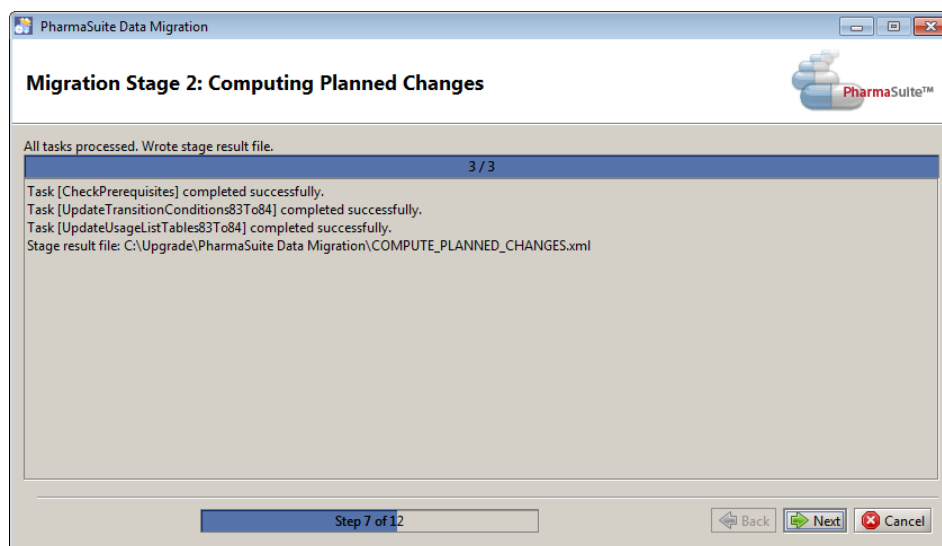 PharmaSuite Data Migration
Migration Stage 2: Computing Planned Changes
PharmaSuite™
All tasks processed. Wrote stage result file.
3 / 3
Task [CheckPrerequisites] completed successfully.
Task [UpdateTransitionConditions83To84] completed successfully.
Task [UpdateUsageListTables83To84] completed successfully.
Stage result file: C:\Upgrade\PharmaSuite Data Migration\COMPUTE_PLANNED_CHANGES.xml
Step 7 of 12
Back
Next
Cancel